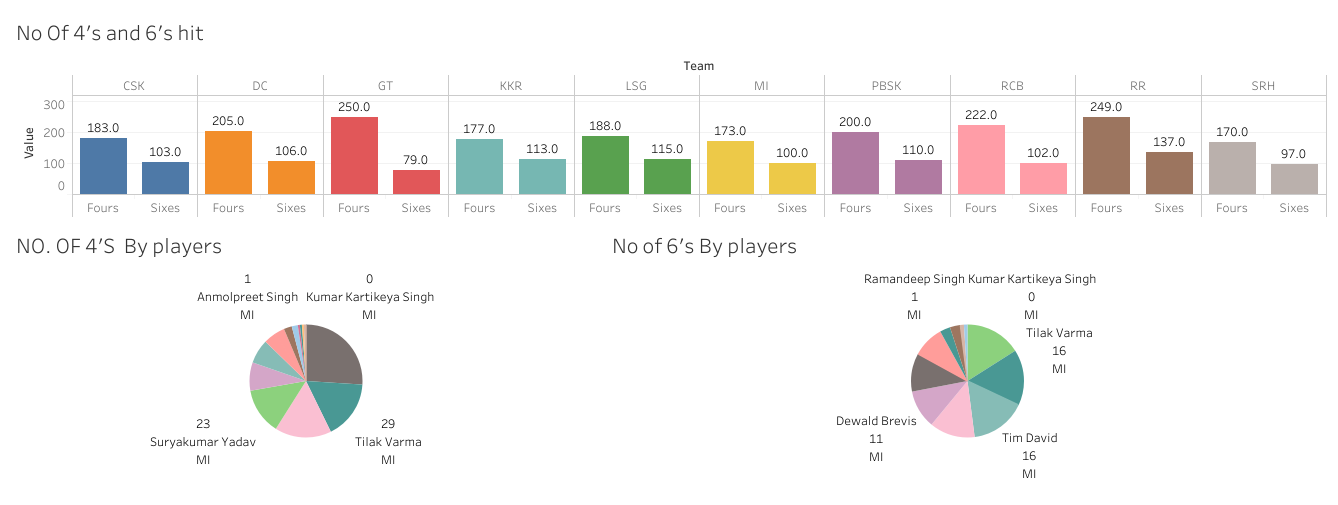 No Of 4's and 6's hit
Team
CSK DC GT KKR LSG MI PBSK RCB RR SRH
Value
300
200
100
0
183.0 103.0 205.0 106.0 250.0 79.0 177.0 113.0 188.0 115.0 173.0 100.0 200.0 110.0 222.0 102.0 249.0 137.0 170.0 97.0
Fours Sixes Fours Sixes Fours Sixes Fours Sixes Fours Sixes Fours Sixes Fours Sixes Fours Sixes Fours Sixes Fours Sixes
NO. OF 4'S By players
1
Anmolpreet Singh
MI
0
Kumar Kartikeya Singh
MI
23
Suryakumar Yadav
MI
29
Tilak Varma
MI
No of 6's By players
Ramandeep Singh
1
MI
Kumar Kartikeya Singh
0
MI
Tilak Varma
16
MI
Dewald Brevis
11
MI
Tim David
16
MI